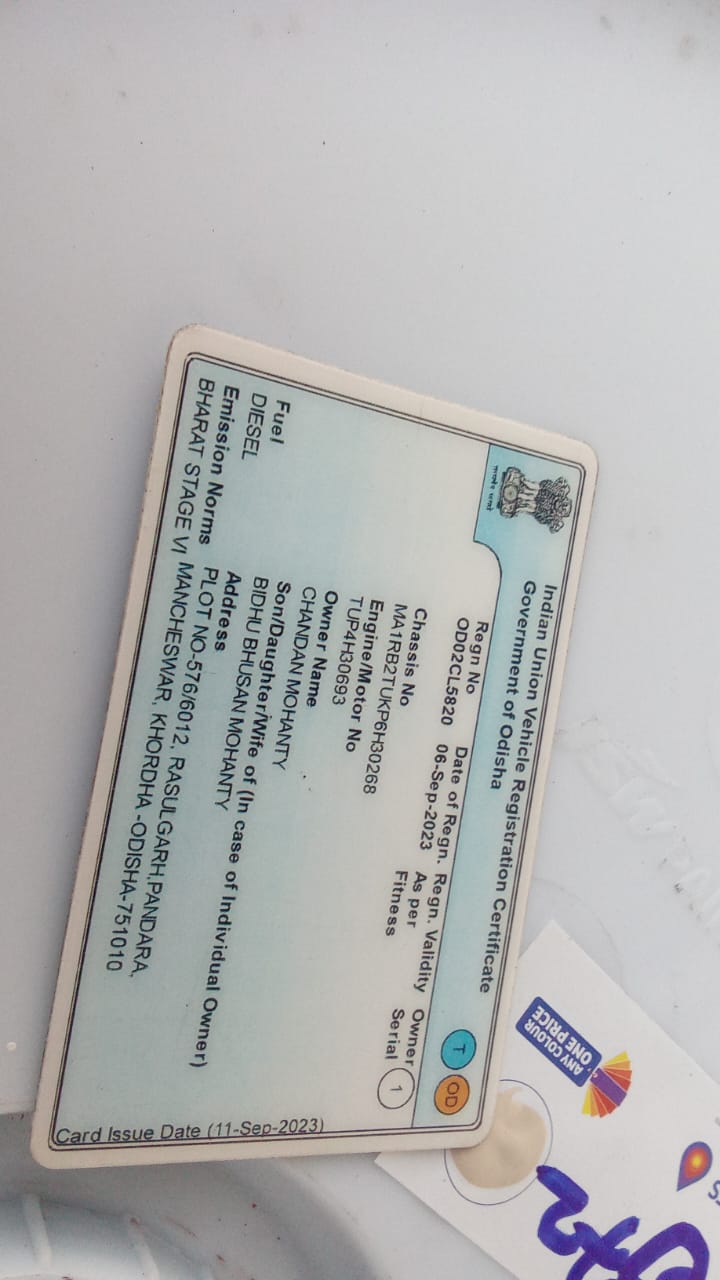 Indian Union Vehicle Registration Certificate
Government of Odisha
सत्यमेव जयते
T OD
Regn No Date of Regn. Regn. Validity Owner
OD02CL5820 06-Sep-2023 As per Serial 1
Fitness
Chassis No
MA1RB2TUKP6H30268
Engine/Motor No
TUP4H30693
Owner Name
CHANDAN MOHANTY
Fuel Son/Daughter/Wife of (In case of Individual Owner)
DIESEL BIDHU BHUSAN MOHANTY
Emission Norms Address
BHARAT STAGE VI PLOT NO-576/6012, RASULGARH,PANDARA,
MANCHESWAR, KHORDHA -ODISHA-751010
Card Issue Date (11-Sep-2023)
ANY COLOUR
ONE PRICE